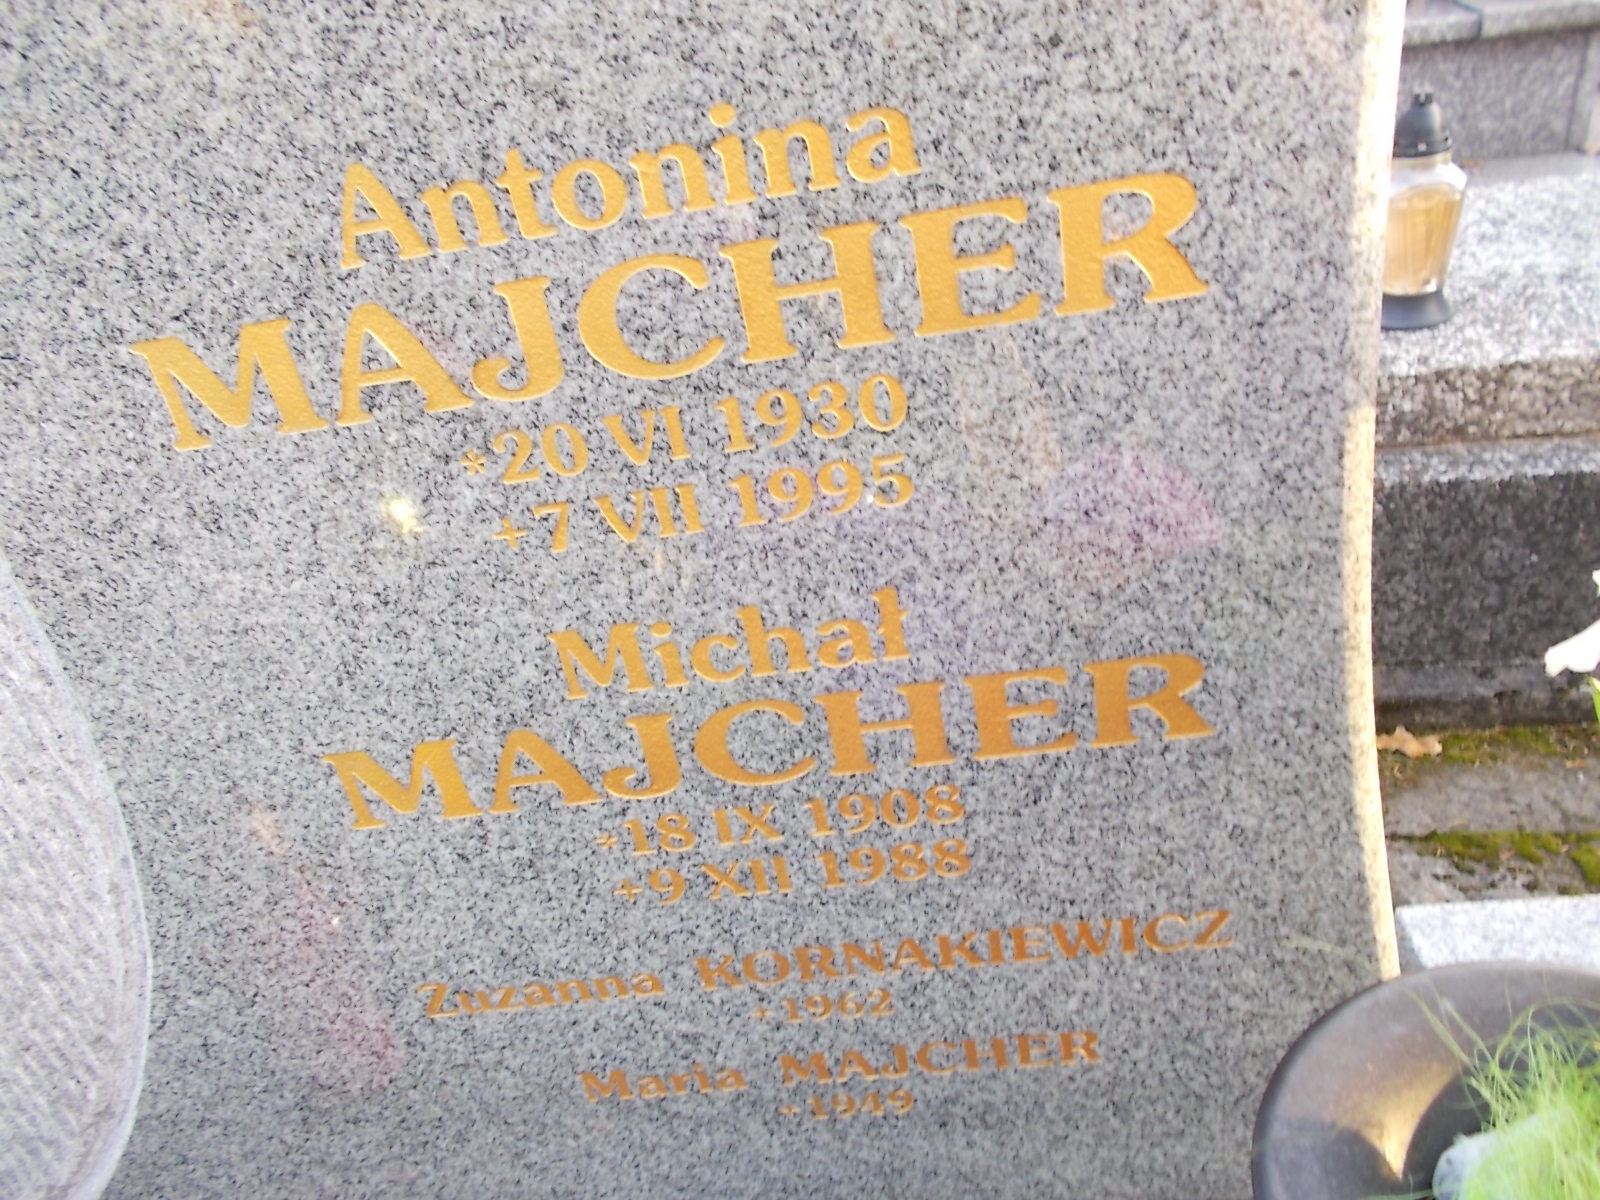 Antonina
MAJCHER
*20 VI 1930
+7 VII 1995
Michał
MAJCHER
*18 IX 1908
+9 XII 1988
Zuzanna KORNAKIEWICZ
+1962
Maria MAJCHER
+1949